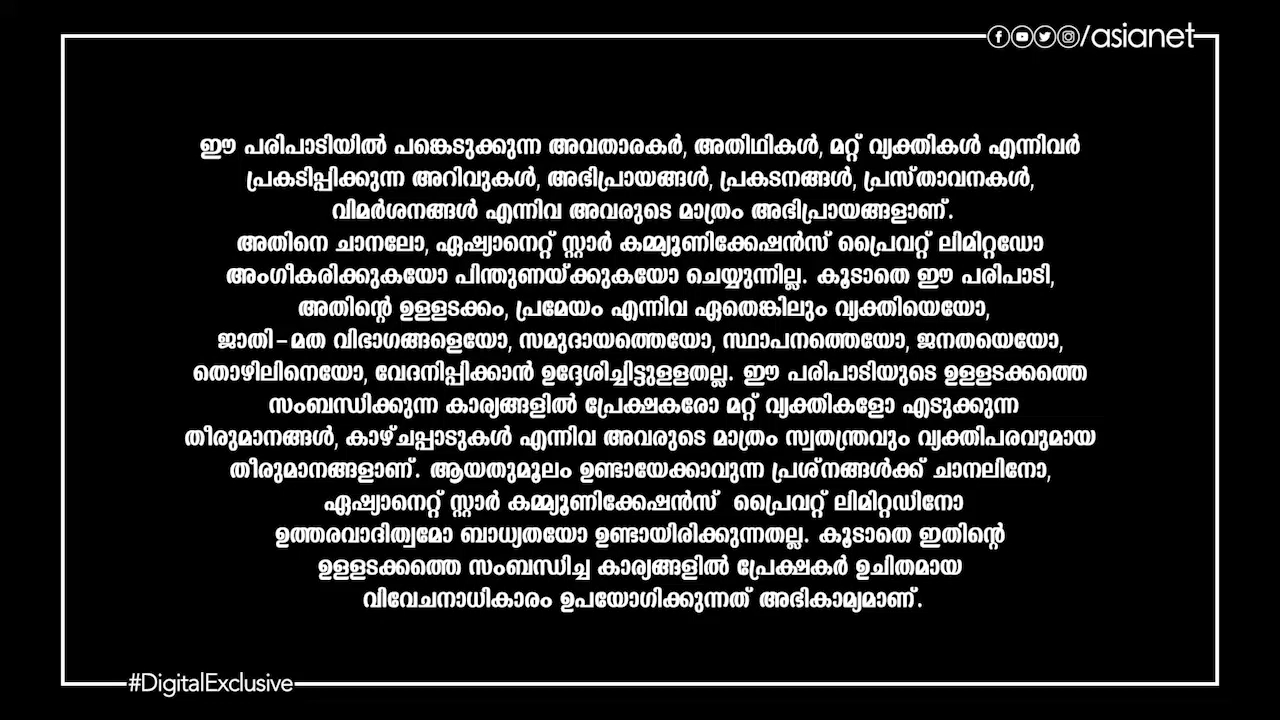 /asianet
ഈ പരിപാടിയിൽ പങ്കെടുക്കുന്ന അവതാരകർ, അതിഥികൾ, മറ്റ് വ്യക്തികൾ എന്നിവർ
പ്രകടിപ്പിക്കുന്ന അറിവുകൾ, അഭിപ്രായങ്ങൾ, പ്രകടനങ്ങൾ, പ്രസ്താവനകൾ,
വിമർശനങ്ങൾ എന്നിവ അവരുടെ മാത്രം അഭിപ്രായങ്ങളാണ്.
അതിനെ ചാനലോ, ഏഷ്യാനെറ്റ് സ്റ്റാർ കമ്മ്യൂണിക്കേഷൻസ് പ്രൈവറ്റ് ലിമിറ്റഡോ
അംഗീകരിക്കുകയോ പിന്തുണയ്ക്കുകയോ ചെയ്യുന്നില്ല. കൂടാതെ ഈ പരിപാടി,
അതിന്റെ ഉള്ളടക്കം, പ്രമേയം എന്നിവ ഏതെങ്കിലും വ്യക്തിയെയോ,
ജാതി-മത വിഭാഗങ്ങളെയോ, സമുദായത്തെയോ, സ്ഥാപനത്തെയോ, ജനതയെയോ,
തൊഴിലിനെയോ, വേദനിപ്പിക്കാൻ ഉദ്ദേശിച്ചിട്ടുള്ളതല്ല. ഈ പരിപാടിയുടെ ഉള്ളടക്കത്തെ
സംബന്ധിക്കുന്ന കാര്യങ്ങളിൽ പ്രേക്ഷകരോ മറ്റ് വ്യക്തികളോ എടുക്കുന്ന
തീരുമാനങ്ങൾ, കാഴ്ചപ്പാടുകൾ എന്നിവ അവരുടെ മാത്രം സ്വതന്ത്രവും വ്യക്തിപരവുമായ
തീരുമാനങ്ങളാണ്. ആയതുമൂലം ഉണ്ടായേക്കാവുന്ന പ്രശ്നങ്ങൾക്ക് ചാനലിനോ,
ഏഷ്യാനെറ്റ് സ്റ്റാർ കമ്മ്യൂണിക്കേഷൻസ് പ്രൈവറ്റ് ലിമിറ്റഡിനോ
ഉത്തരവാദിത്വമോ ബാധ്യതയോ ഉണ്ടായിരിക്കുന്നതല്ല. കൂടാതെ ഇതിന്റെ
ഉള്ളടക്കത്തെ സംബന്ധിച്ച കാര്യങ്ങളിൽ പ്രേക്ഷകർ ഉചിതമായ
വിവേചനാധികാരം ഉപയോഗിക്കുന്നത് അഭികാമ്യമാണ്.
#DigitalExclusive